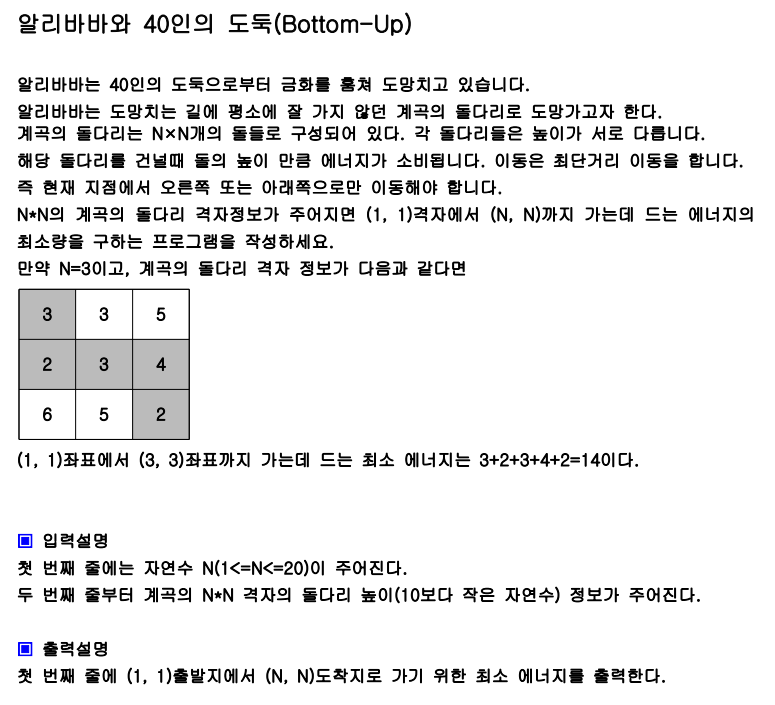 알리바바와 40인의 도둑(Bottom-Up)
알리바바는 40인의 도둑으로부터 금화를 훔쳐 도망치고 있습니다.
알리바바는 도망치는 길에 평소에 잘 가지 않던 계곡의 돌다리로 도망가고자 한다.
계곡의 돌다리는 N×N개의 돌들로 구성되어 있다. 각 돌다리들은 높이가 서로 다릅니다.
해당 돌다리를 건널때 돌의 높이 만큼 에너지가 소비됩니다. 이동은 최단거리 이동을 합니다.
즉 현재 지점에서 오른쪽 또는 아래쪽으로만 이동해야 합니다.
N*N의 계곡의 돌다리 격자정보가 주어지면 (1, 1)격자에서 (N, N)까지 가는데 드는 에너지의
최소량을 구하는 프로그램을 작성하세요.
만약 N=3이고, 계곡의 돌다리 격자 정보가 다음과 같다면
3 3 5
2 3 4
6 5 2
(1, 1)좌표에서 (3, 3)좌표까지 가는데 드는 최소 에너지는 3+2+3+4+2=14이다.
▣ 입력설명
첫 번째 줄에는 자연수 N(1<=N<=20)이 주어진다.
두 번째 줄부터 계곡의 N*N 격자의 돌다리 높이(10보다 작은 자연수) 정보가 주어진다.
▣ 출력설명
첫 번째 줄에 (1, 1)출발지에서 (N, N)도착지로 가기 위한 최소 에너지를 출력한다.